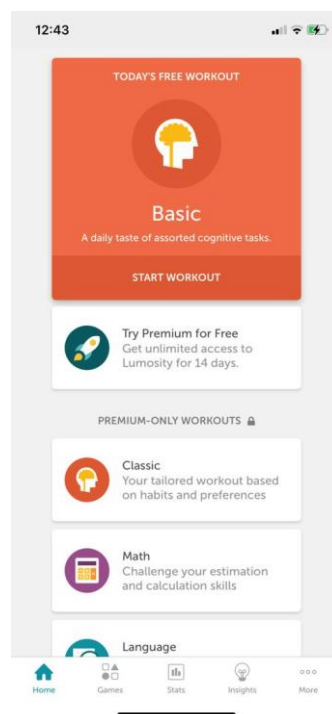 12:43
TODAY'S FREE WORKOUT
Basic
A daily taste of assorted cognitive tasks.
START WORKOUT
Try Premium for Free
Get unlimited access to
Lumosity for 14 days.
PREMIUM-ONLY WORKOUTS
Classic
Your tailored workout based
on habits and preferences
Math
Challenge your estimation
and calculation skills
Language
Home Games Stats Insights More